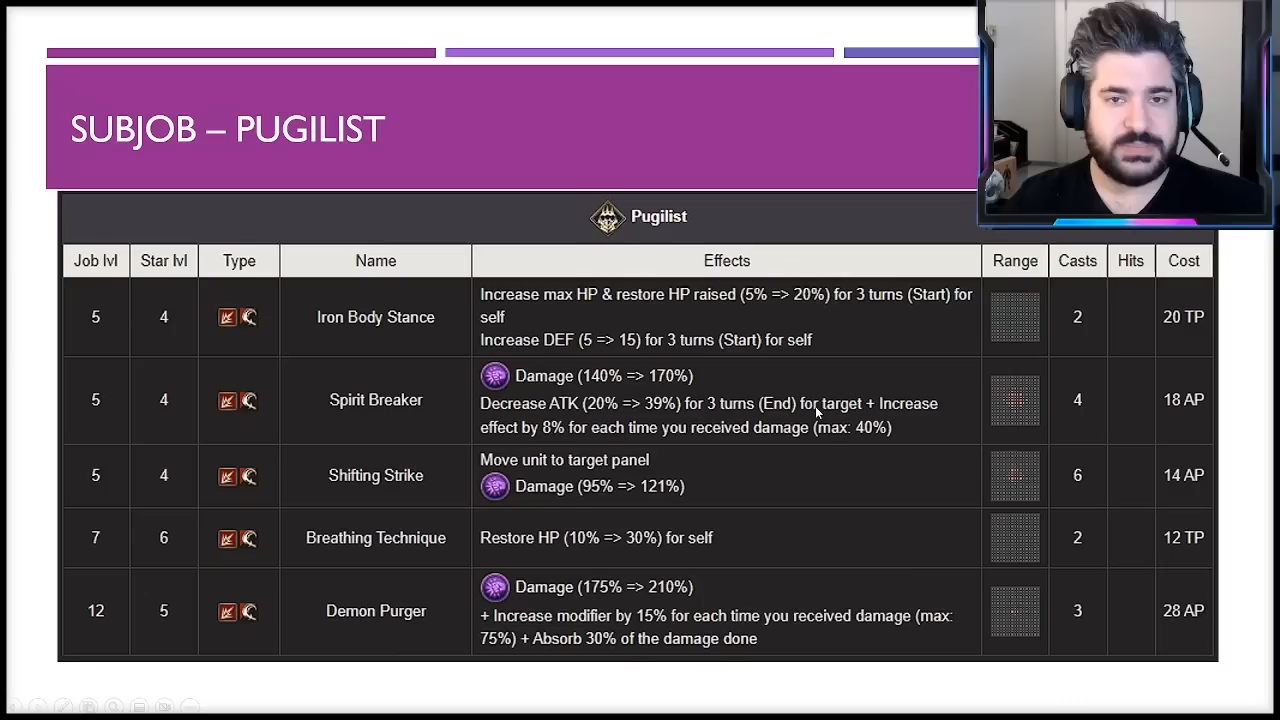 SUBJOB – PUGILIST
Pugilist
Job lvl Star lvl Type Name Effects Range Casts Hits Cost
Increase max HP & restore HP raised (5% => 20%) for 3 turns (Start) for
5 4 Iron Body Stance self 2 20 TP
Increase DEF (5 => 15) for 3 turns (Start) for self
Damage (140% => 170%)
5 4 Spirit Breaker Decrease ATK (20% => 39%) for 3 turns (End) for target + Increase 4 18 AP
effect by 8% for each time you received damage (max: 40%)
Move unit to target panel
5 4 Shifting Strike 6 14 AP
Damage (95% => 121%)
7 6 Breathing Technique Restore HP (10% => 30%) for self 2 12 TP
Damage (175% => 210%)
12 5 Demon Purger + Increase modifier by 15% for each time you received damage (max: 3 28 AP
75%) + Absorb 30% of the damage done